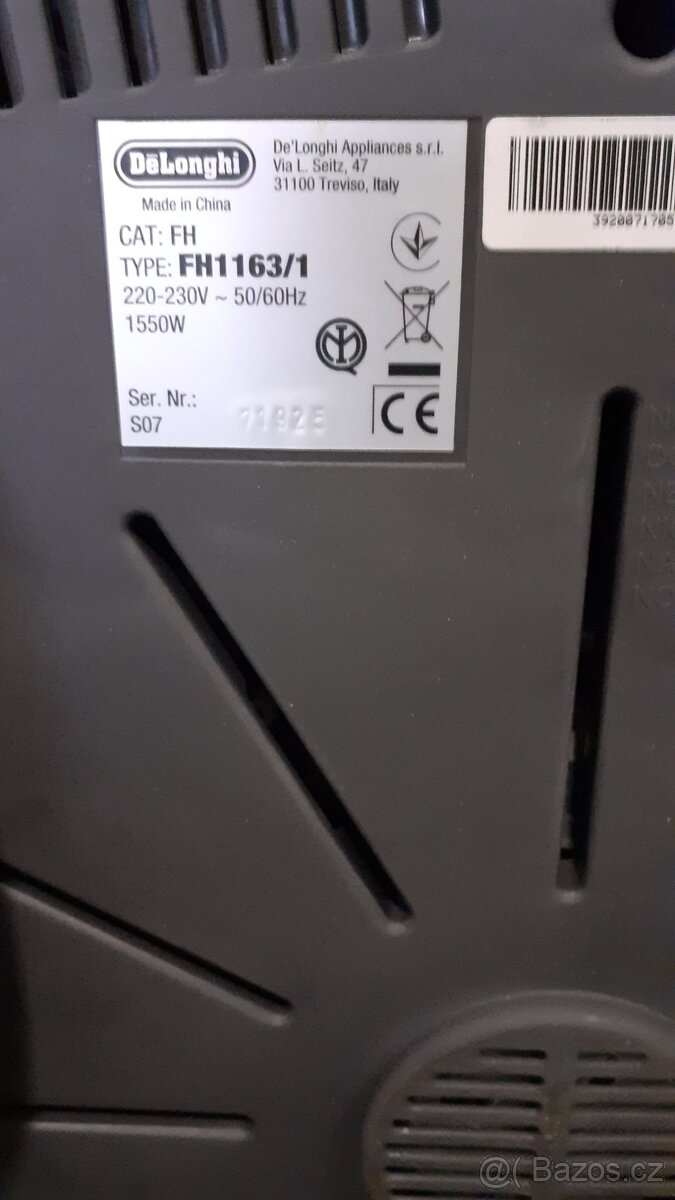 DeLonghi
De'Longhi Appliances s.r.l.
Via L. Seitz, 47
31100 Treviso, Italy
Made in China
CAT: FH
TYPE: FH1163/1
220-230V ~ 50/60Hz
1550W
Ser. Nr.:
S07 7192E
CE
3920071705
@( Bazos.cz